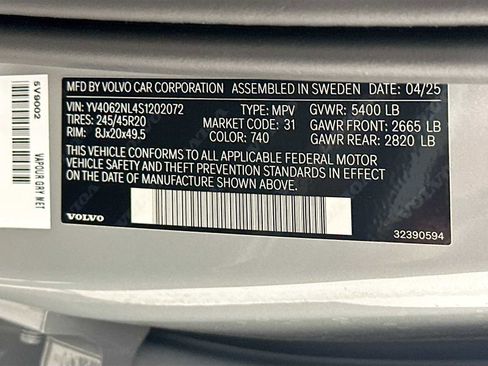 MFD BY VOLVO CAR CORPORATION ASSEMBLED IN SWEDEN 04/25
VIN: YV4062NL4S1202072 TYPE: MPV GVWR: 5400 LB
TIRES: 245/45R20 MARKET CODE: 31 GAWR FRONT: 2665 LB
RIM: 8Jx20x49.5 COLOR: 740 GAWR REAR: 2820 LB
THIS VEHICLE CONFORMS TO ALL APPLICABLE FEDERAL MOTOR
VEHICLE SAFETY AND THEFT PREVENTION STANDARDS IN EFFECT
ON THE DATE OF MANUFACTURE SHOWN ABOVE.
VOLVO
32390594
SV9002
VAPOUR GRY MET